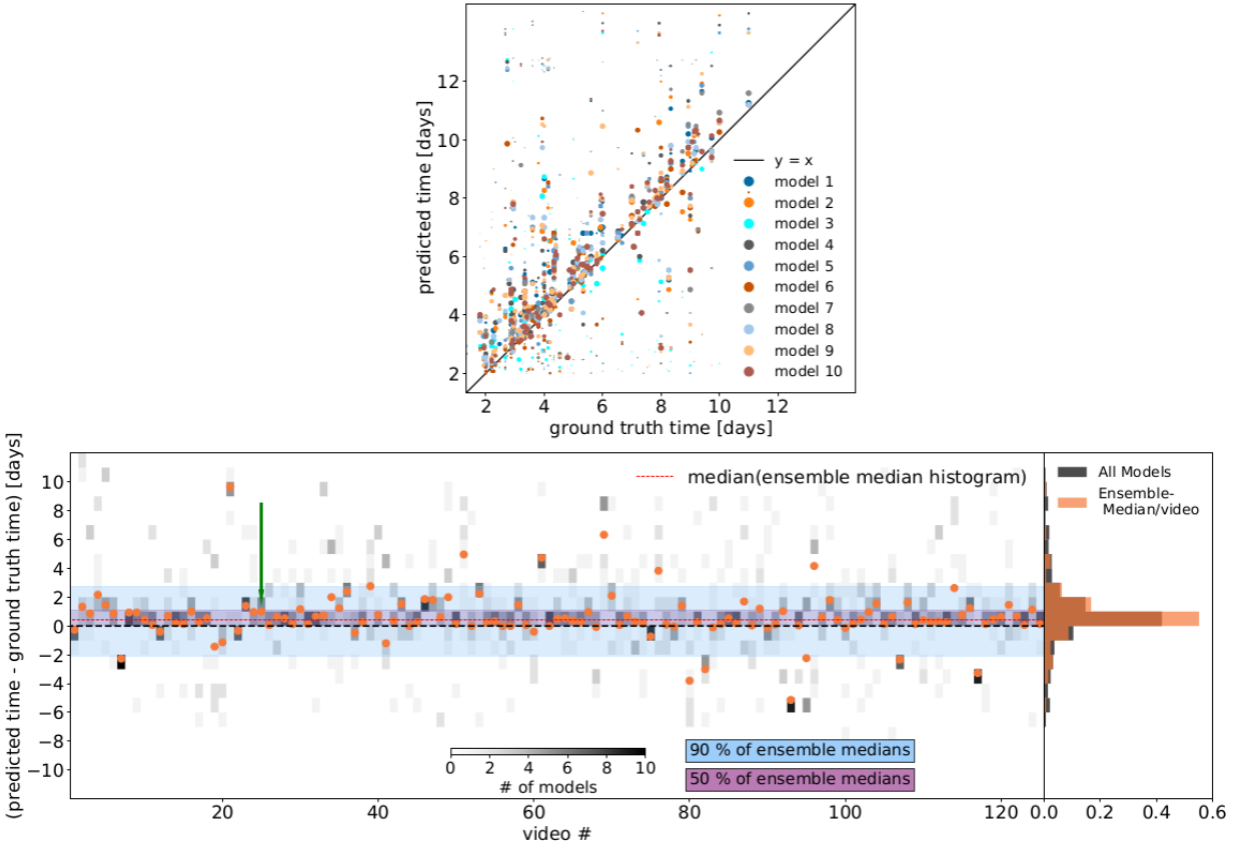 12
10
8
6
4
2
predicted time [days]
y = x
model 1
model 2
model 3
model 4
model 5
model 6
model 7
model 8
model 9
model 10
2 4 6 8 10 12
ground truth time [days]
(predicted time - ground truth time) [days]
10
8
6
4
2
0
−2
−4
−6
−8
−10
median(ensemble median histogram)
All Models
Ensemble-
Median/video
0 2 4 6 8 10
# of models
90 % of ensemble medians
50 % of ensemble medians
20 40 60 80 100 120
0.0 0.2 0.4 0.6
video #